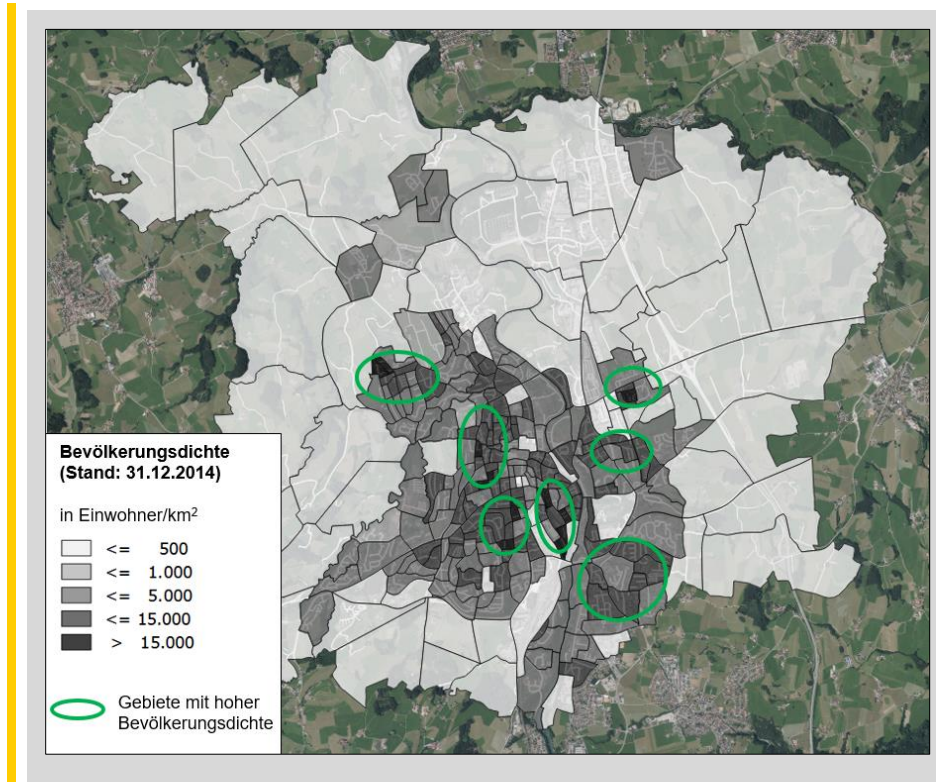 Bevölkerungsdichte
(Stand: 31.12.2014)
in Einwohner/km²
<= 500
<= 1.000
<= 5.000
<= 15.000
> 15.000
Gebiete mit hoher
Bevölkerungsdichte